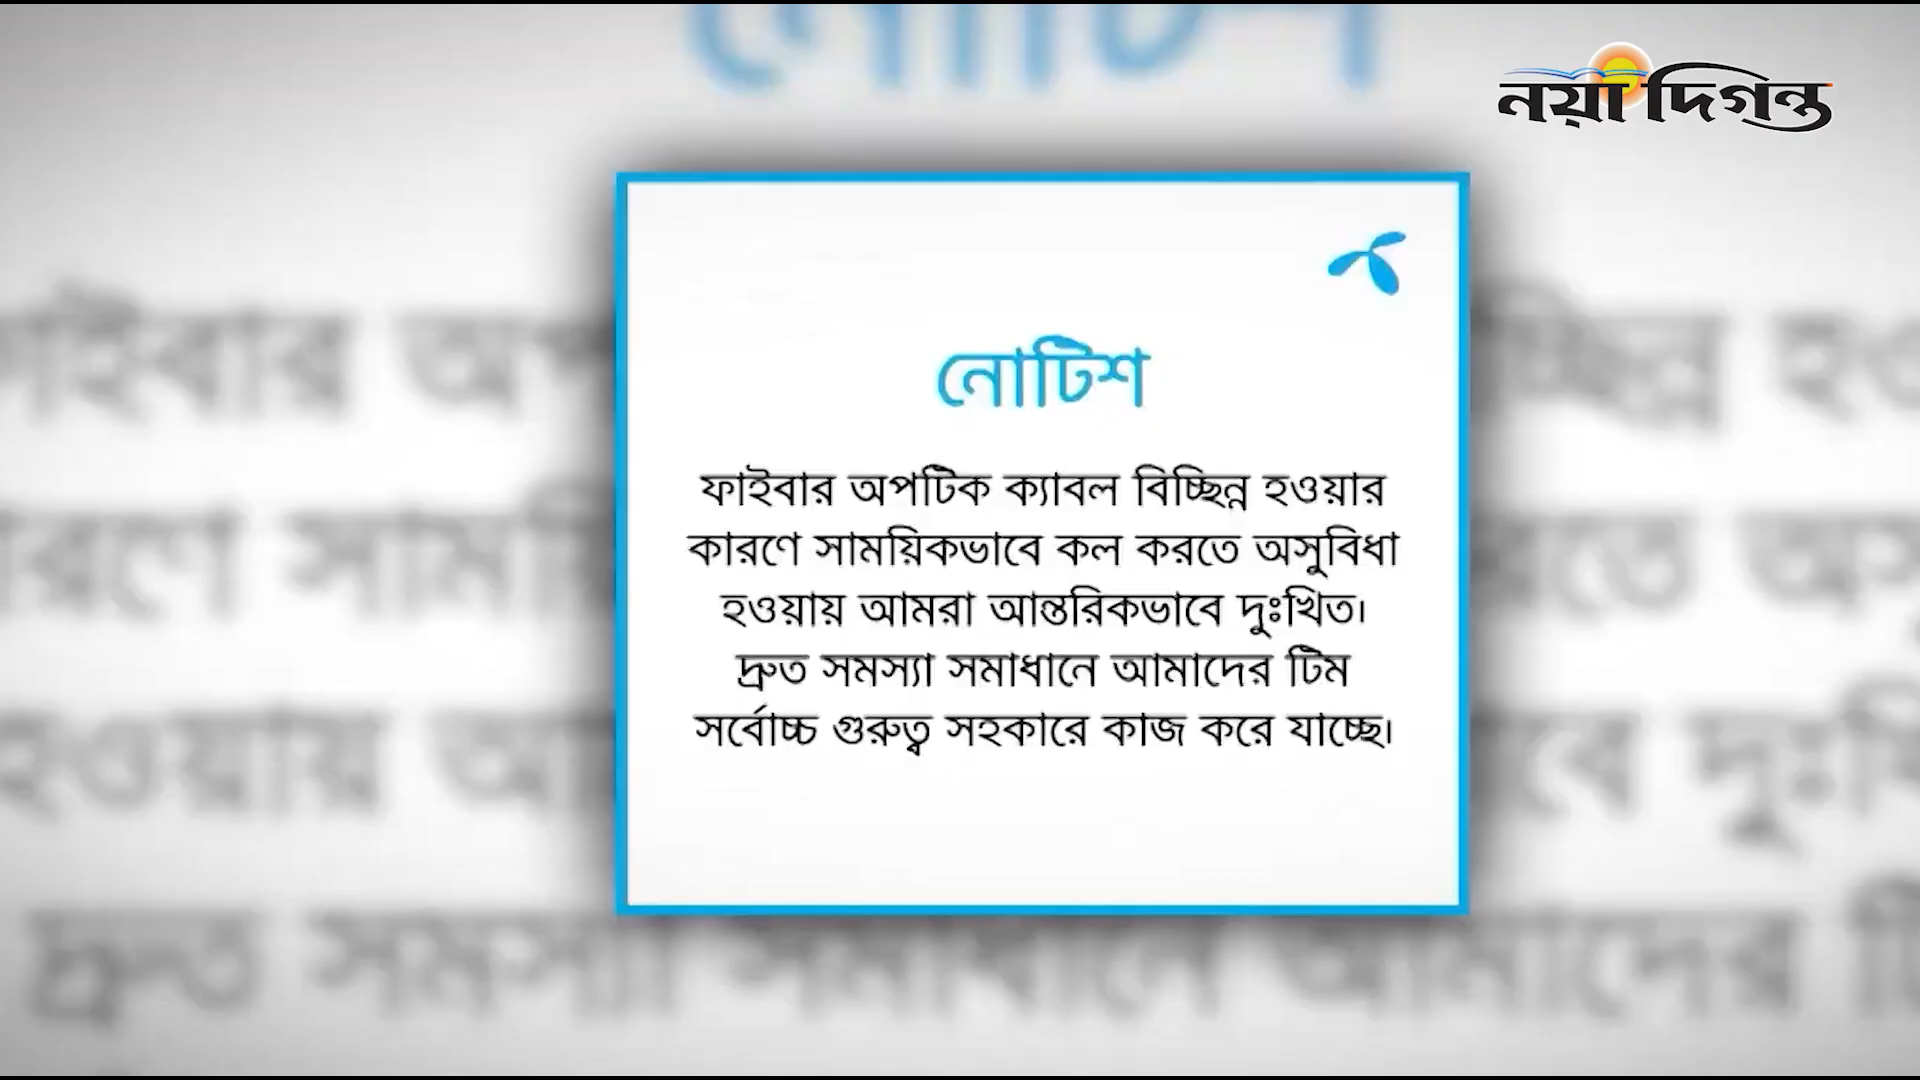 নয়া দিগন্ত
নোটিশ
ফাইবার অপটিক ক্যাবল বিচ্ছিন্ন হওয়ার
কারণে সাময়িকভাবে কল করতে অসুবিধা
হওয়ায় আমরা আন্তরিকভাবে দুঃখিত।
দ্রুত সমস্যা সমাধানে আমাদের টিম
সর্বোচ্চ গুরুত্ব সহকারে কাজ করে যাচ্ছে।